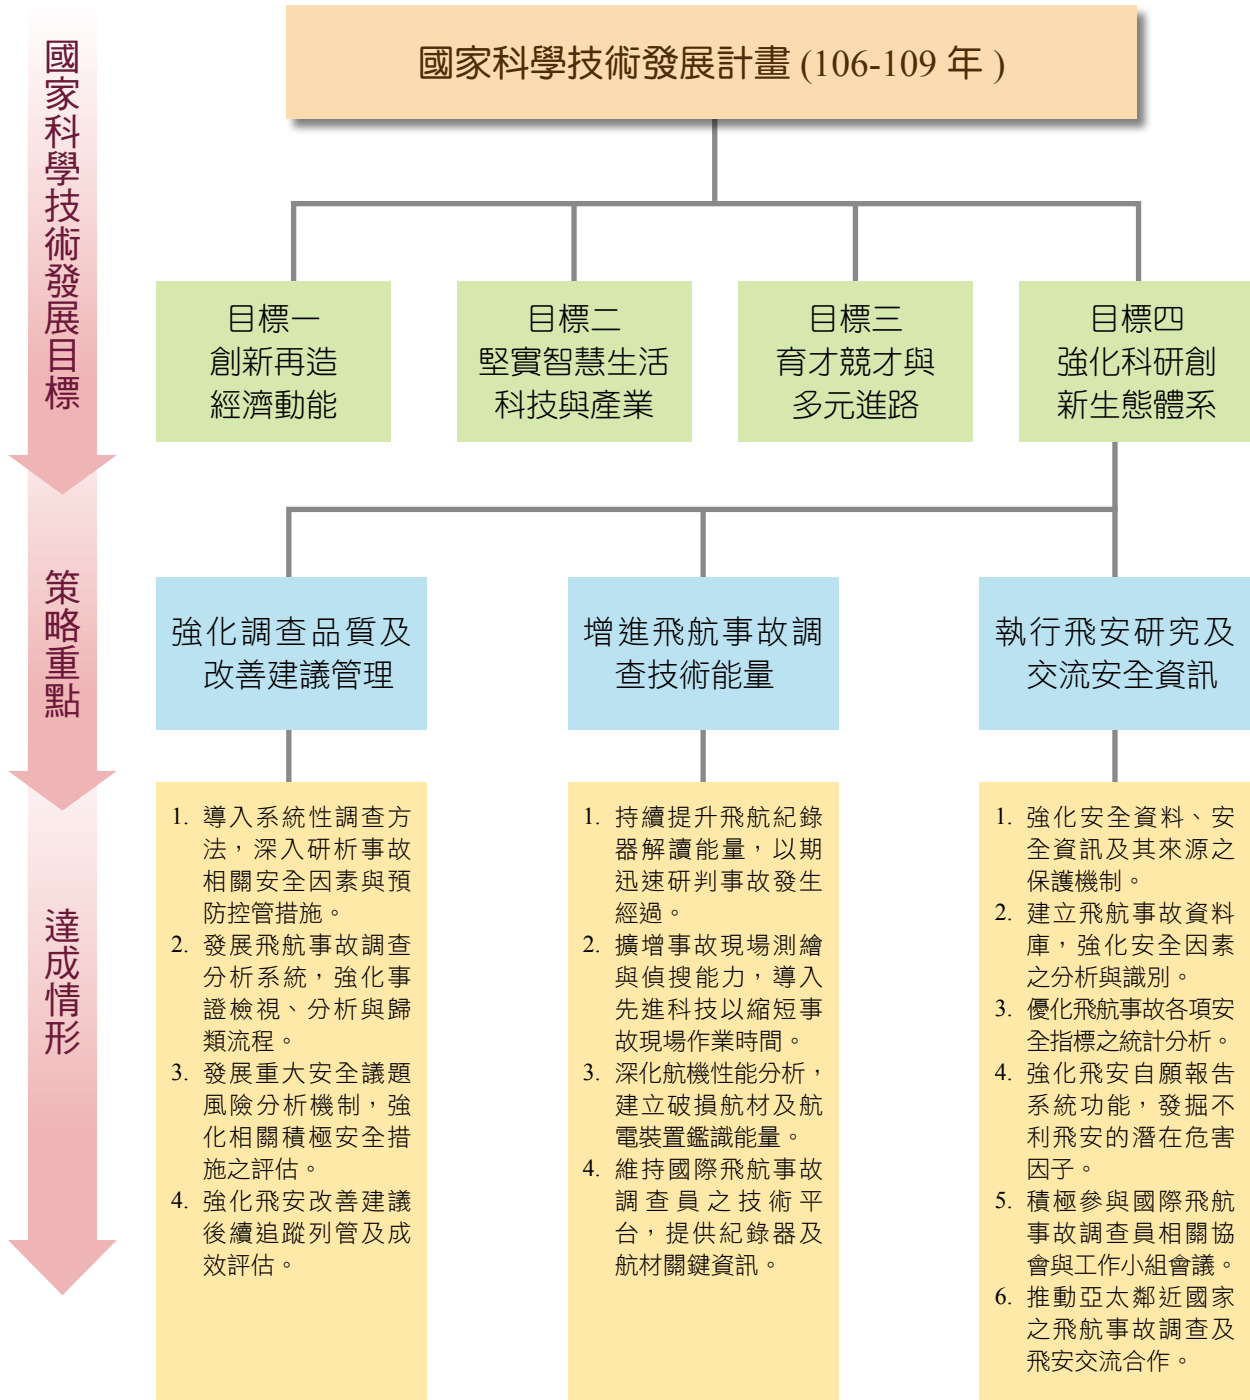 國家科學技術發展目標
策略重點
達成情形
國家科學技術發展計畫 (106-109 年 )
目標一
創新再造
經濟動能
目標二
堅實智慧生活
科技與產業
目標三
育才競才與
多元進路
目標四
強化科研創
新生態體系
強化調查品質及
改善建議管理
增進飛航事故調
查技術能量
執行飛安研究及
交流安全資訊
1. 導入系統性調查方
法，深入研析事故
相關安全因素與預
防控管措施。
2. 發展飛航事故調查
分析系統，強化事
證檢視、分析與歸
類流程。
3. 發展重大安全議題
風險分析機制，強
化相關積極安全措
施之評估。
4. 強化飛安改善建議
後續追蹤列管及成
效評估。
1. 持續提升飛航紀錄
器解讀能量，以期
迅速研判事故發生
經過。
2. 擴增事故現場測繪
與偵搜能力，導入
先進科技以縮短事
故現場作業時間。
3. 深化航機性能分析，
建立破損航材及航
電裝置鑑識能量。
4. 維持國際飛航事故
調查員之技術平
台，提供紀錄器及
航材關鍵資訊。
1. 強化安全資料、安
全資訊及其來源之
保護機制。
2. 建立飛航事故資料
庫，強化安全因素
之分析與識別。
3. 優化飛航事故各項安
全指標之統計分析。
4. 強化飛安自願報告
系統功能，發掘不
利飛安的潛在危害
因子。
5. 積極參與國際飛航
事故調查員相關協
會與工作小組會議。
6. 推動亞太鄰近國家
之飛航事故調查及
飛安交流合作。